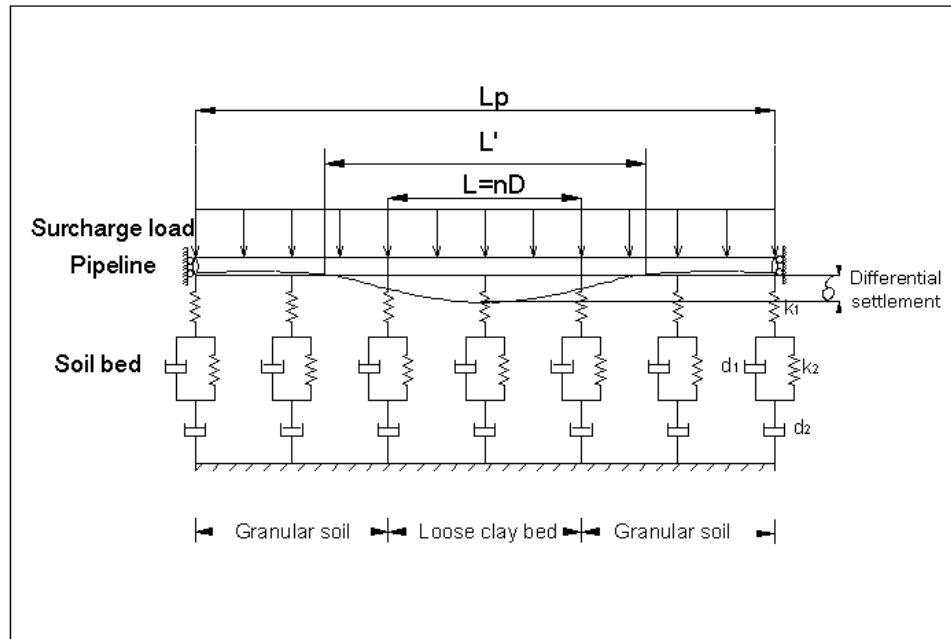 Lp
L'
L=nD
Surcharge load
Pipeline
Differential
settlement
δ
k1
Soil bed
d1
k2
d2
Granular soil
Loose clay bed
Granular soil